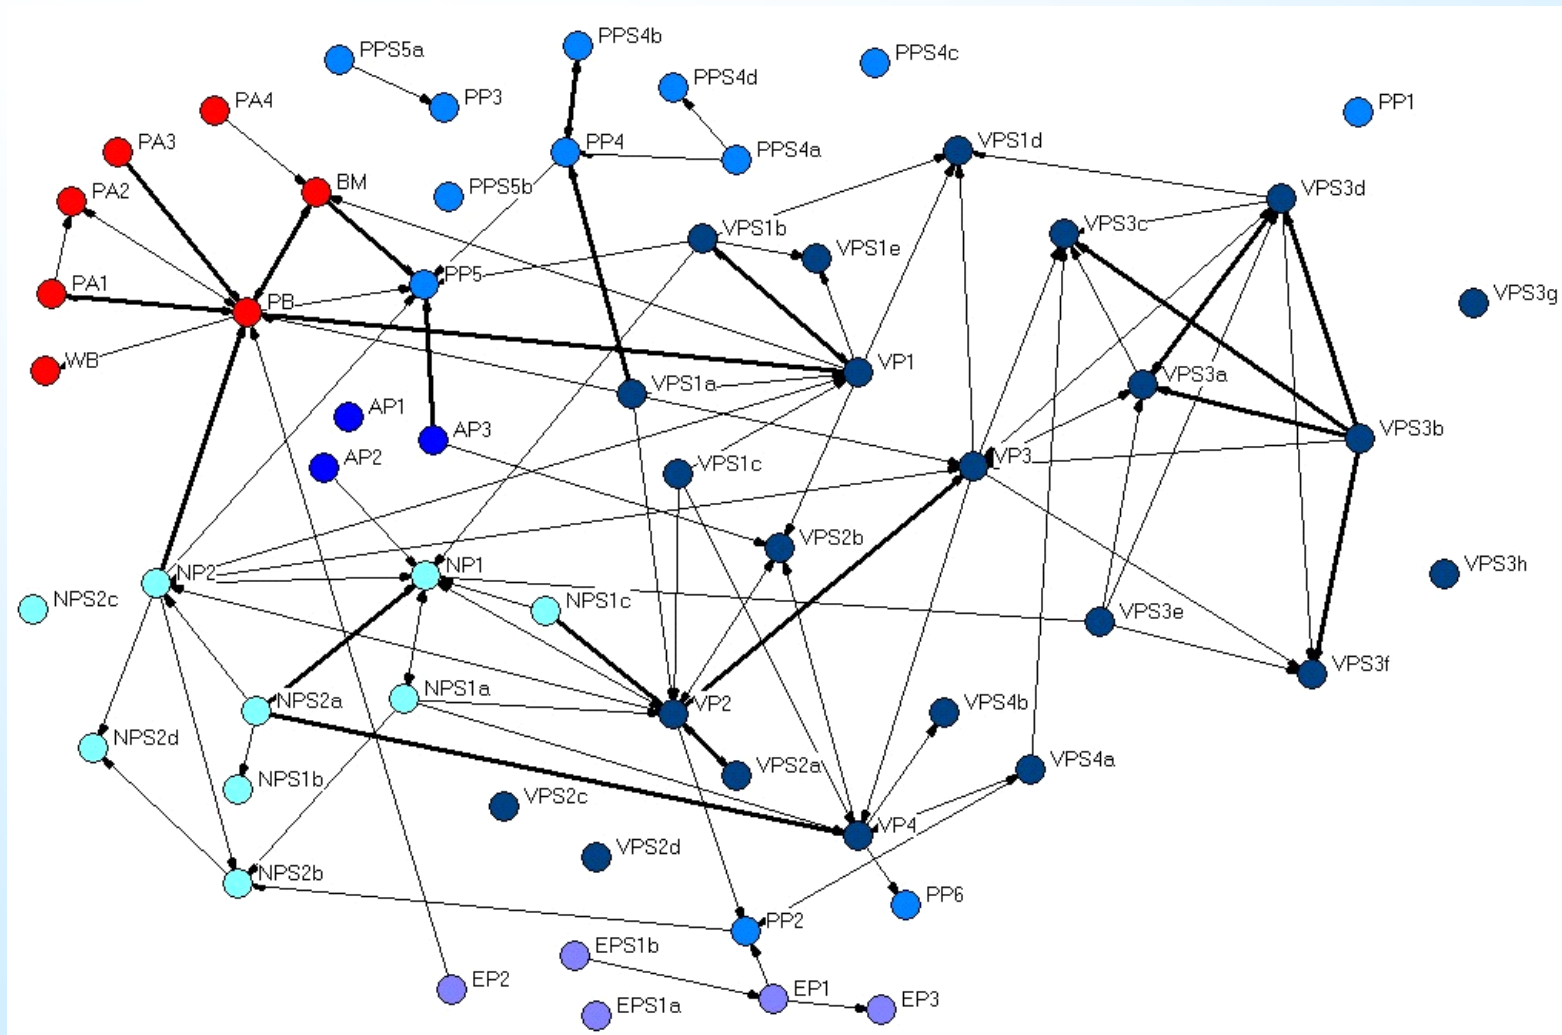 PPS4b
PPS5a
PPS4c
PPS4d
PP3
PA4
PP1
PA3
PP4
PPS4a
VPS1d
BM
PPS5b
PA2
VPS3d
VPS1b
VPS3c
VPS1e
PP5
PA1
PB
VPS3g
WB
VP1
VPS1a
VPS3a
AP1
AP3
VPS3b
AP2
VPS1c
VP3
VPS2b
NP2
NP1
VPS3h
NPS2c
NPS1c
VPS3e
VPS3f
NPS1a
NPS2a
VP2
VPS4b
NPS2d
VPS2a
VPS4a
NPS1b
VPS2c
VP4
VPS2d
NPS2b
PP6
PP2
EPS1b
EP2
EP1
EP3
EPS1a